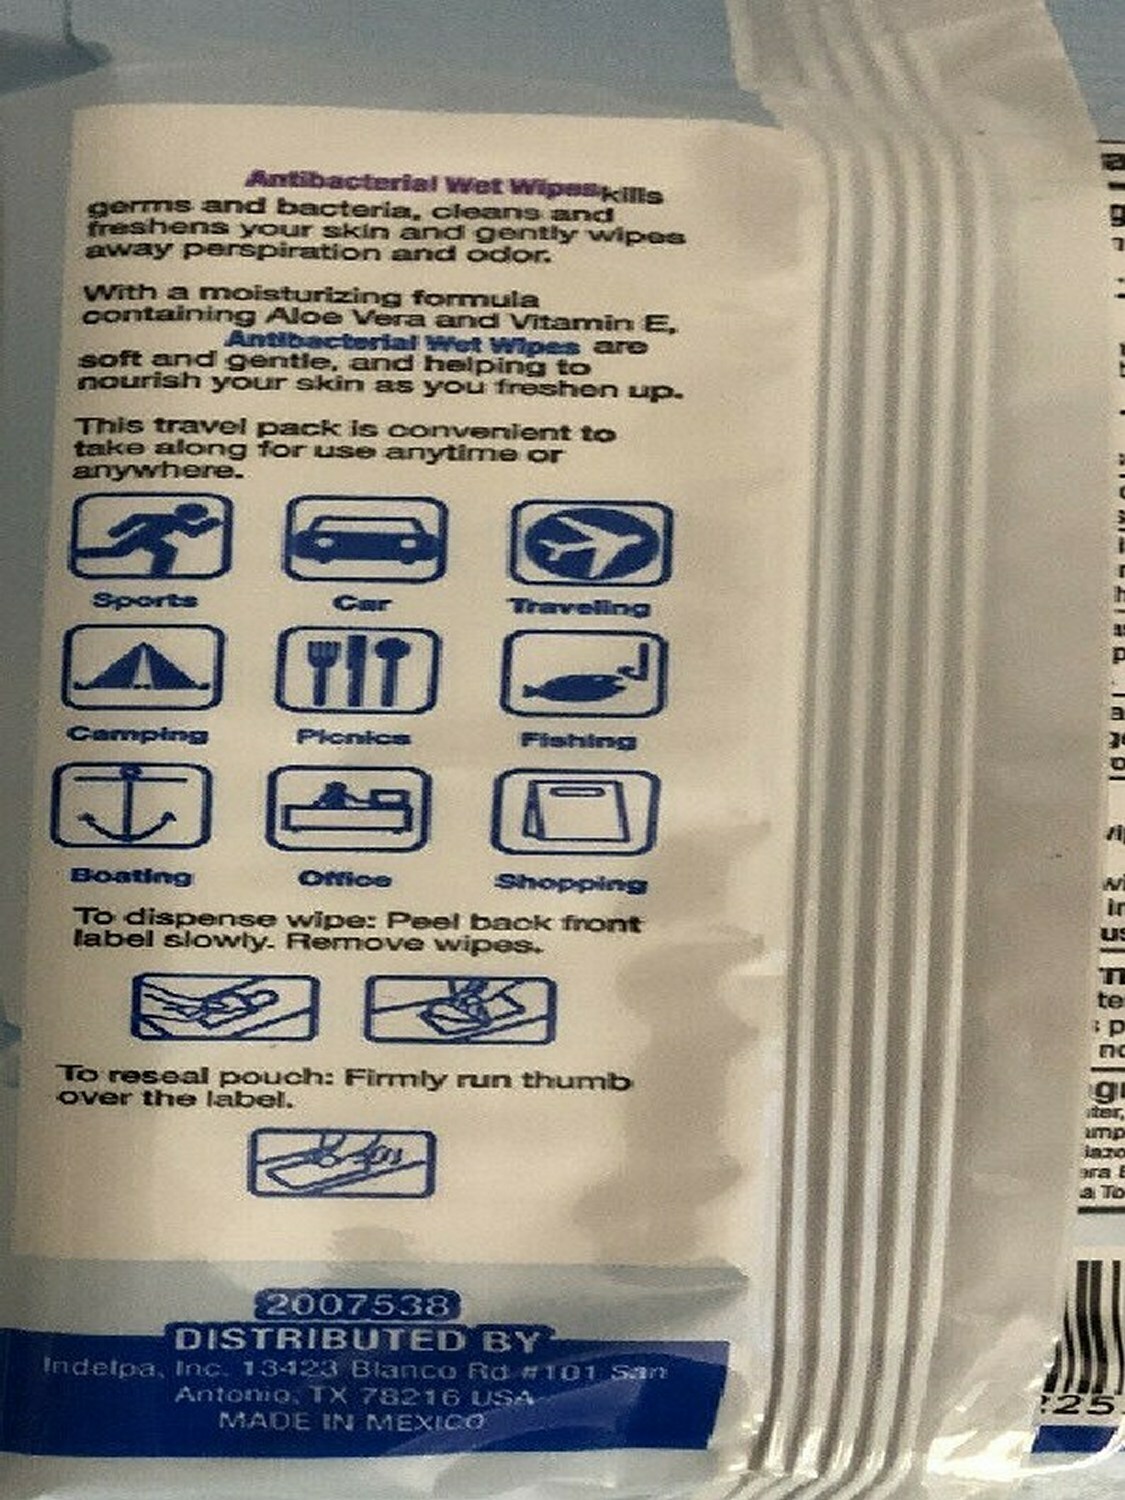 Antibacterial Wet Wipes kills
germs and bacteria, cleans and
freshens your skin and gently wipes
away perspiration and odor.
With a moisturizing formula
containing Aloe Vera and Vitamin E,
Antibacterial Wet Wipes are
soft and gentle, and helping to
nourish your skin as you freshen up.
This travel pack is convenient to
take along for use anytime or
anywhere.
Sports Car Traveling
Camping Picnics Fishing
Boating Office Shopping
To dispense wipe: Peel back front
label slowly. Remove wipes.
To reseal pouch: Firmly run thumb
over the label.
2007538
DISTRIBUTED BY
Indelpa, Inc. 13423 Blanco Rd #101 San
Antonio, TX 78216 USA
MADE IN MEXICO